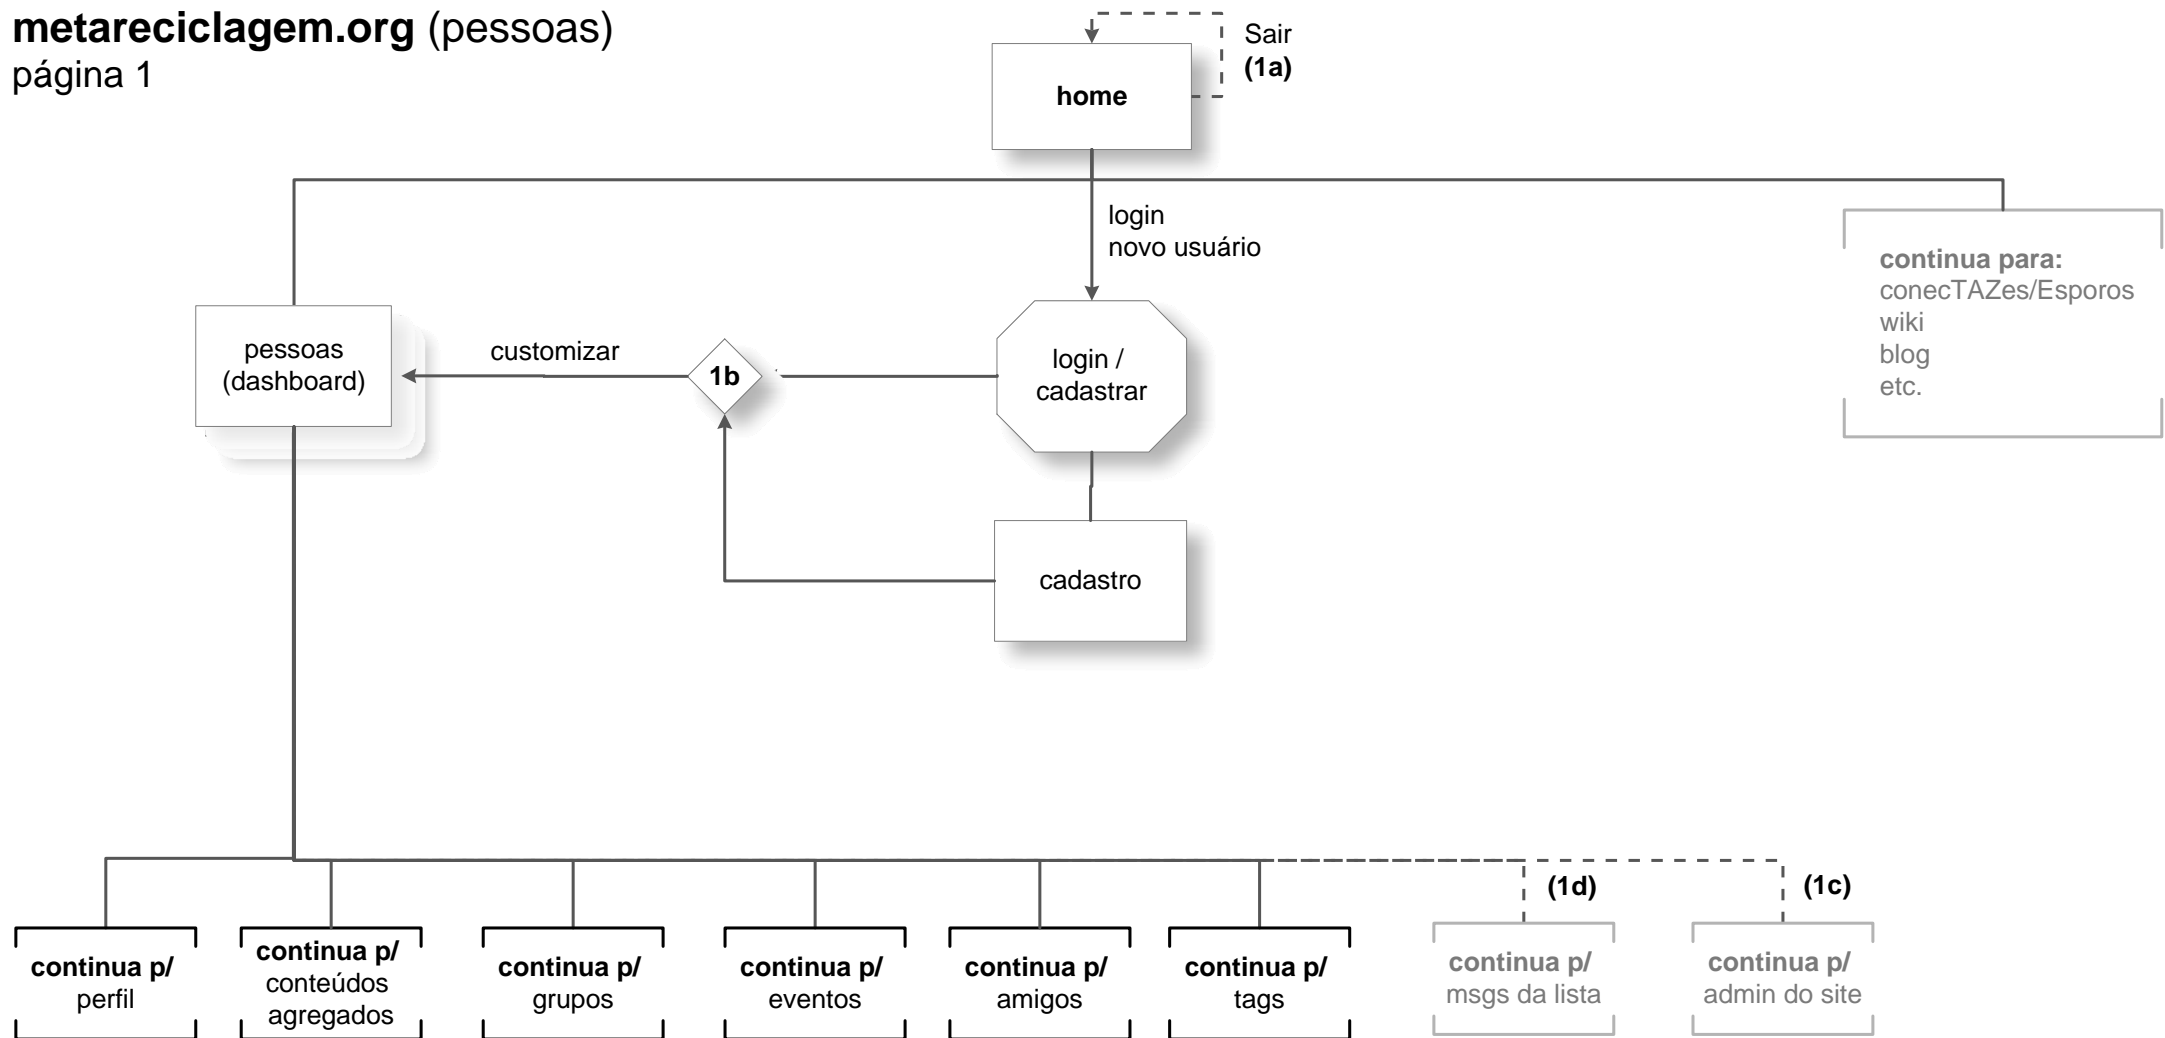 metareciclagem.org (pessoas)
página 1
Sair
(1a)
home
login
novo usuário
continua para:
conecTAZes/Esporos
wiki
blog
etc.
pessoas
(dashboard)
customizar
1b
login /
cadastrar
cadastro
(1d)
(1c)
continua p/
perfil
continua p/
conteúdos
agregados
continua p/
grupos
continua p/
eventos
continua p/
amigos
continua p/
tags
continua p/
msgs da lista
continua p/
admin do site